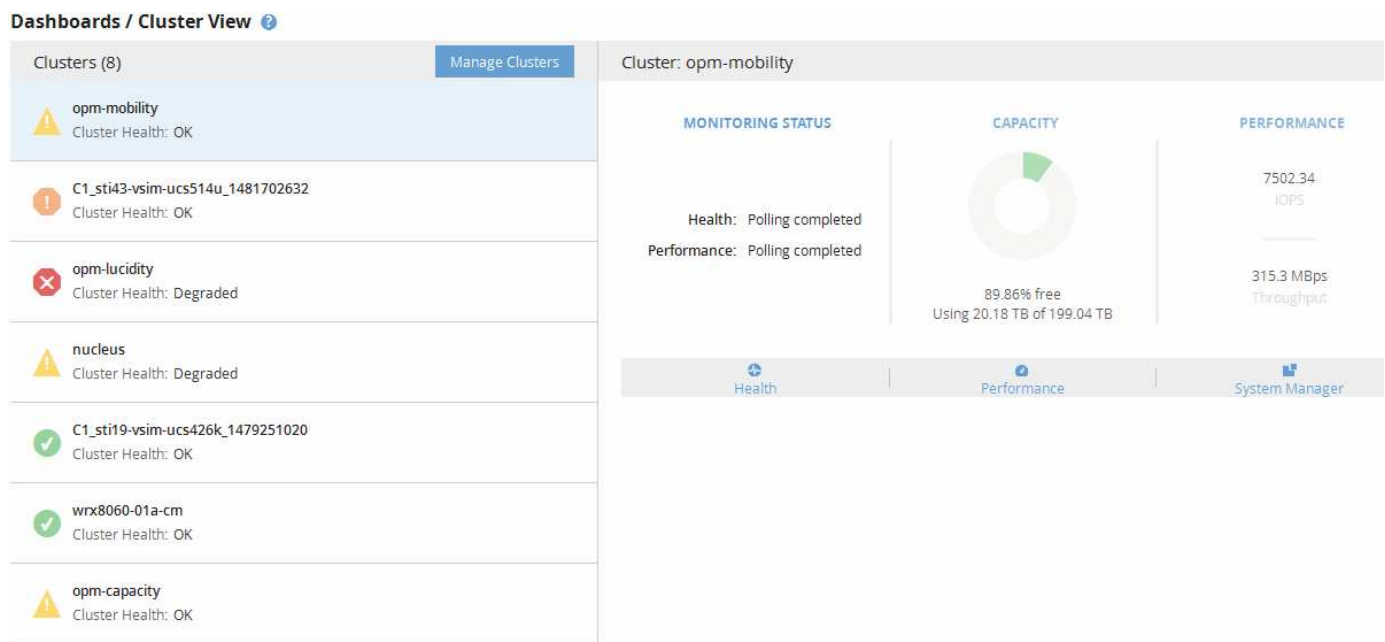 Dashboards / Cluster View ?
Clusters (8)
Manage Clusters
opm-mobility
Cluster Health: OK
C1_sti43-vsim-ucs514u_1481702632
Cluster Health: OK
opm-lucidity
Cluster Health: Degraded
nucleus
Cluster Health: Degraded
C1_sti19-vsim-ucs426k_1479251020
Cluster Health: OK
wrx8060-01a-cm
Cluster Health: OK
opm-capacity
Cluster Health: OK
Cluster: opm-mobility
MONITORING STATUS
Health: Polling completed
Performance: Polling completed
CAPACITY
89.86% free
Using 20.18 TB of 199.04 TB
PERFORMANCE
7502.34
IOPS
315.3 MBps
Throughput
Health
Performance
System Manager